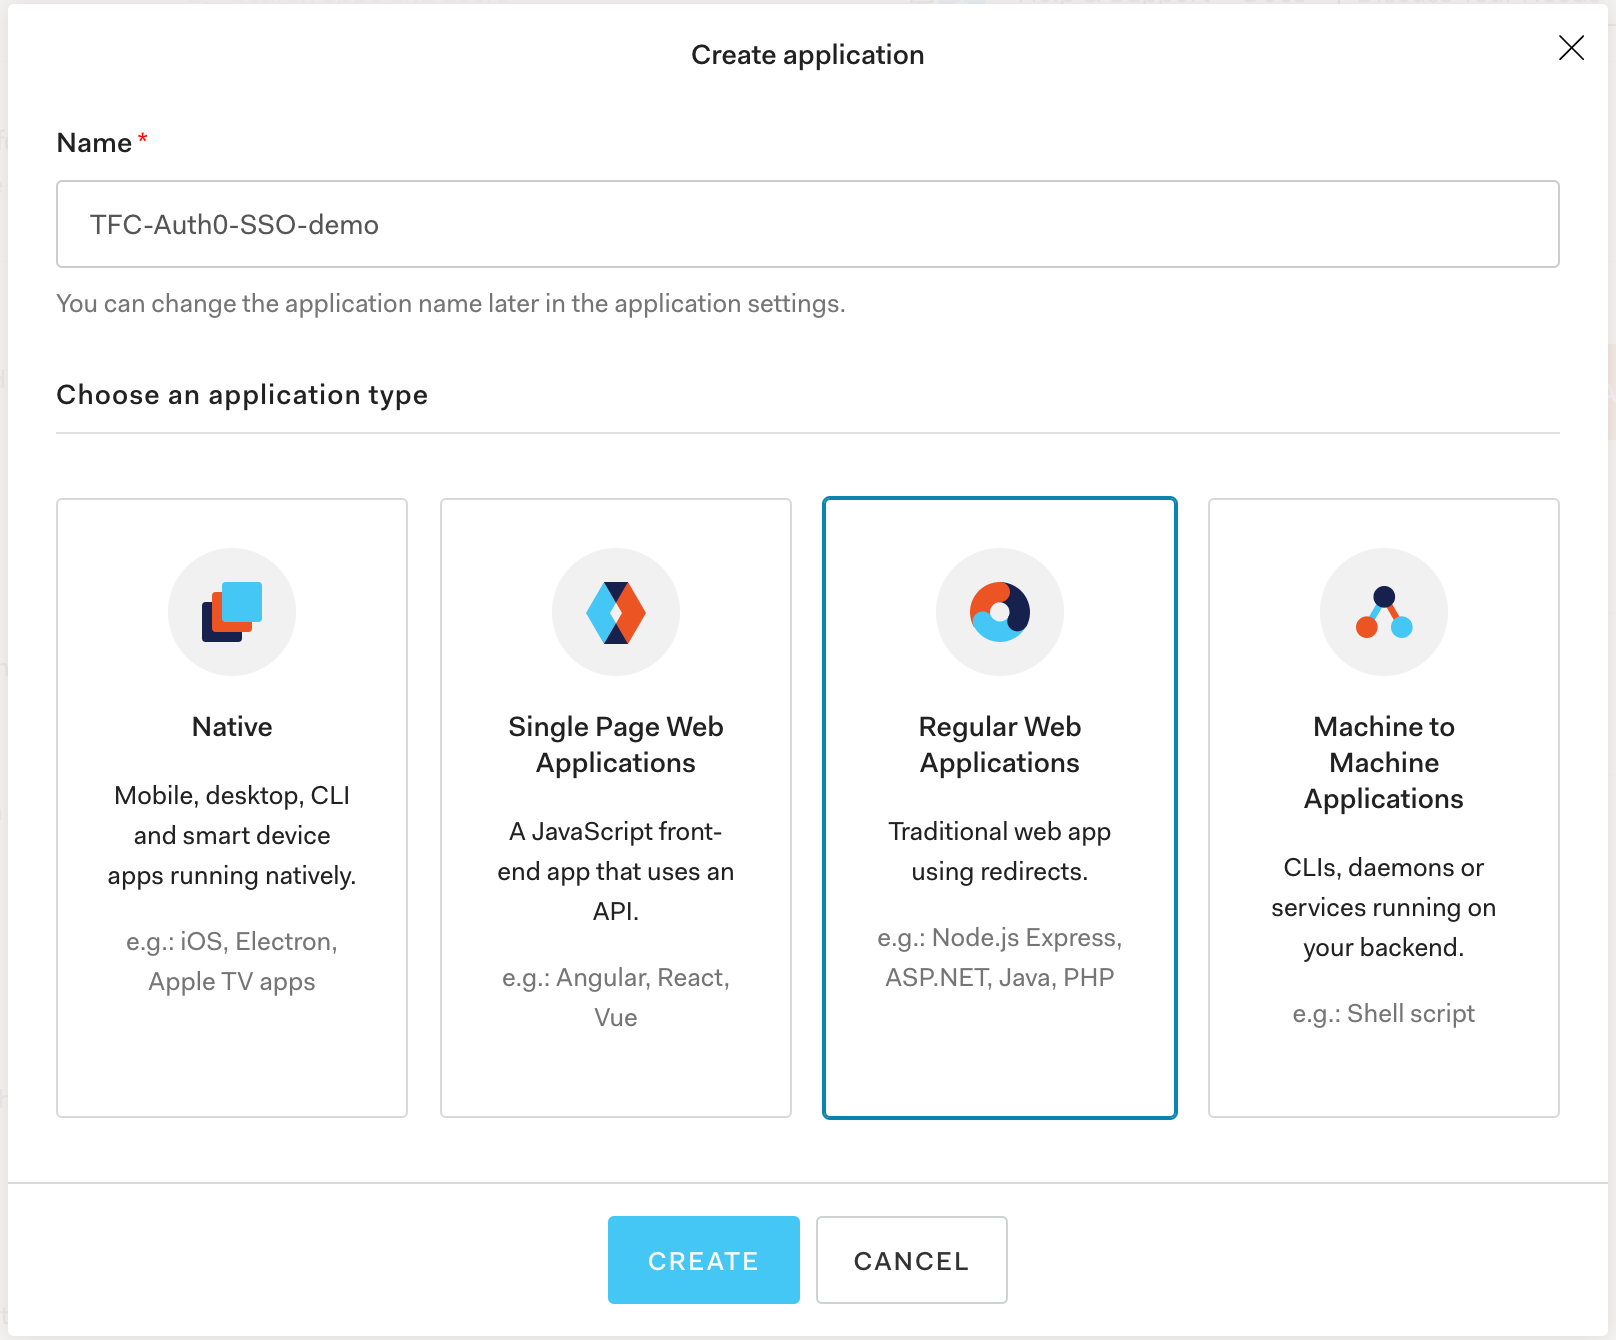 Create application
Name *
TFC-Auth0-SSO-demo
You can change the application name later in the application settings.
Choose an application type
Native
Mobile, desktop, CLI
and smart device
apps running natively.
e.g.: iOS, Electron,
Apple TV apps
Single Page Web
Applications
A JavaScript front-
end app that uses an
API.
e.g.: Angular, React,
Vue
Regular Web
Applications
Traditional web app
using redirects.
e.g.: Node.js Express,
ASP.NET, Java, PHP
Machine to
Machine
Applications
CLIs, daemons or
services running on
your backend.
e.g.: Shell script
CREATE
CANCEL